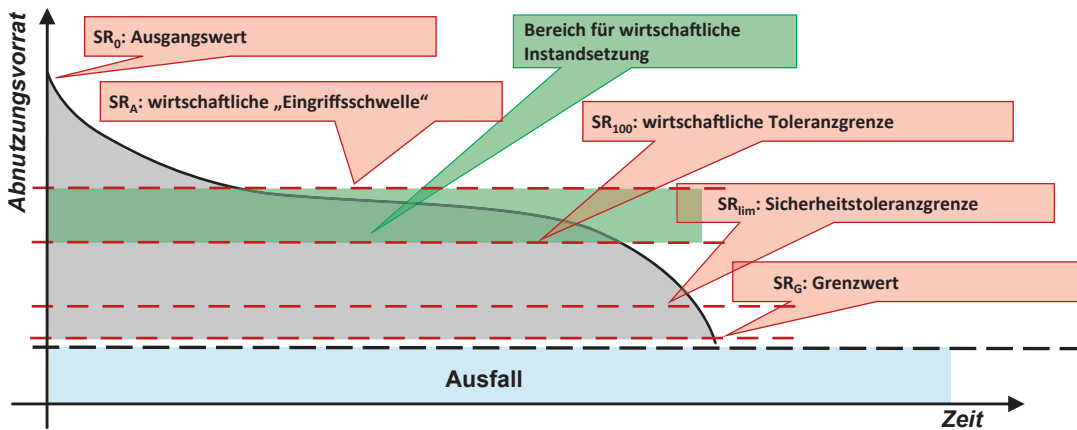 Abnutzungsvorrat
SR0: Ausgangswert
Bereich für wirtschaftliche
Instandsetzung
SRA: wirtschaftliche „Eingriffsschwelle“
SR100: wirtschaftliche Toleranzgrenze
SRlim: Sicherheitstoleranzgrenze
SRG: Grenzwert
Ausfall
Zeit